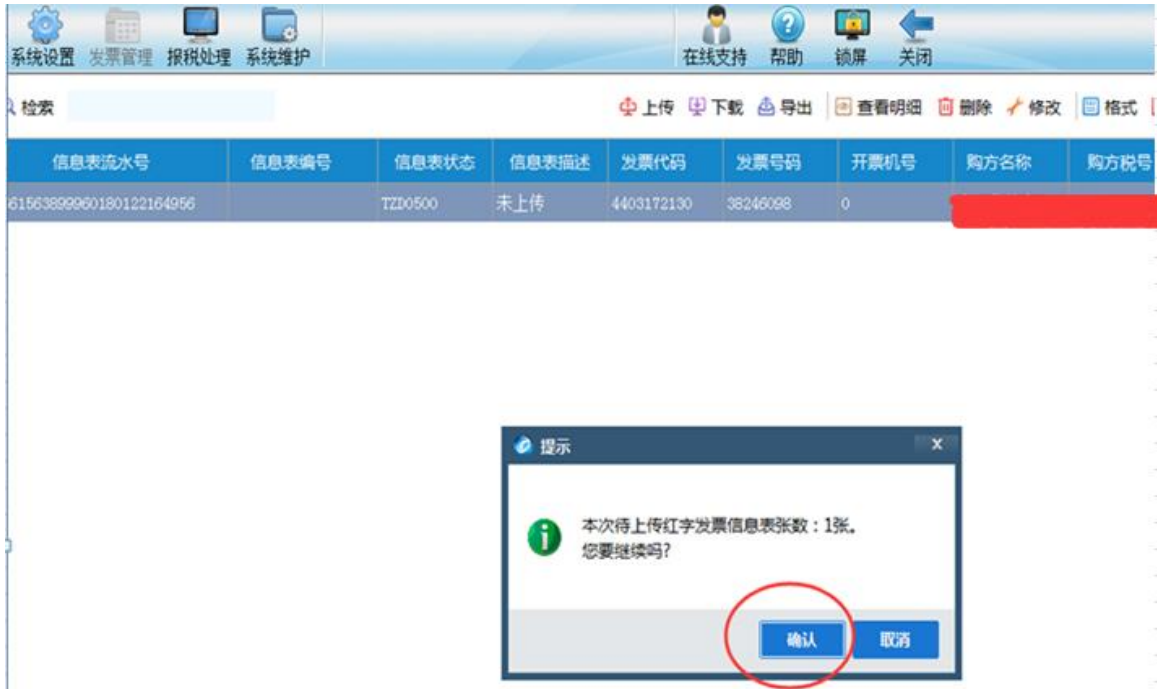 系统设置 发票管理 报税处理 系统维护 在线支持 帮助 锁屏 关闭
检索 上传 下载 导出 查看明细 删除 修改 格式
信息表流水号 信息表编号 信息表状态 信息表描述 发票代码 发票号码 开票机号 购方名称 购方税号
661563899960180122164956 TZD0500 未上传 4403172130 38246098 0
提示 X
本次待上传红字发票信息表张数：1张。
您要继续吗?
确认 取消